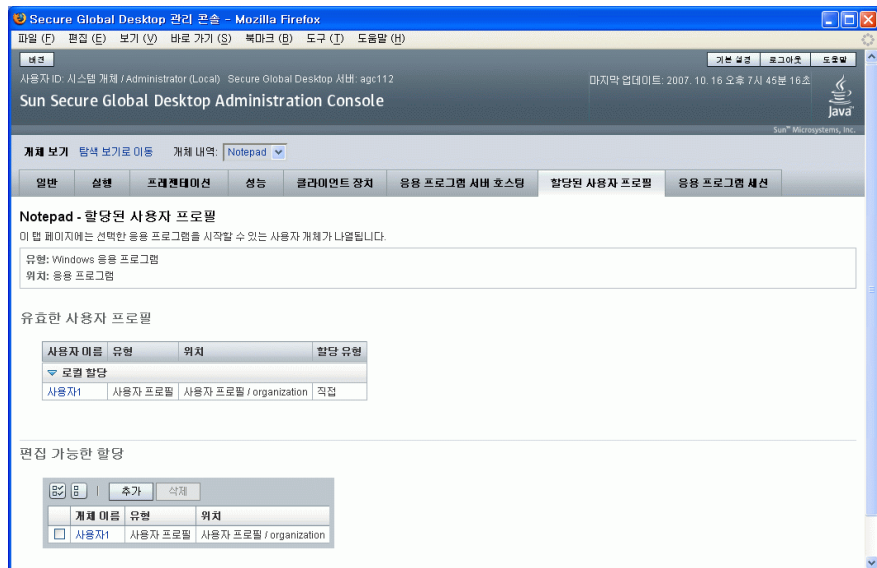 Secure Global Desktop 관리 콘솔 - Mozilla Firefox
파일 (F) 편집 (E) 보기 (V) 바로 가기 (S) 북마크 (B) 도구 (T) 도움말 (H)
버전 기본 설정 로그아웃 도움말
사용자 ID: 시스템 개체 / Administrator (Local) Secure Global Desktop 서버: agc112 마지막 업데이트: 2007. 10. 16 오후 7시 45분 16초
Sun Secure Global Desktop Administration Console
Java™
Sun™ Microsystems, Inc.
개체 보기 탐색 보기로 이동 개체 내역: Notepad
일반 실행 프레젠테이션 성능 클라이언트 장치 응용 프로그램 서버 호스팅 할당된 사용자 프로필 응용 프로그램 세션
Notepad - 할당된 사용자 프로필
이 탭 페이지에는 선택한 응용 프로그램을 시작할 수 있는 사용자 개체가 나열됩니다.
유형: Windows 응용 프로그램
위치: 응용 프로그램
유효한 사용자 프로필
사용자 이름 유형 위치 할당 유형
로컬 할당
사용자1 사용자 프로필 사용자 프로필 / organization 직접
편집 가능한 할당
추가 삭제
개체 이름 유형 위치
사용자1 사용자 프로필 사용자 프로필 / organization